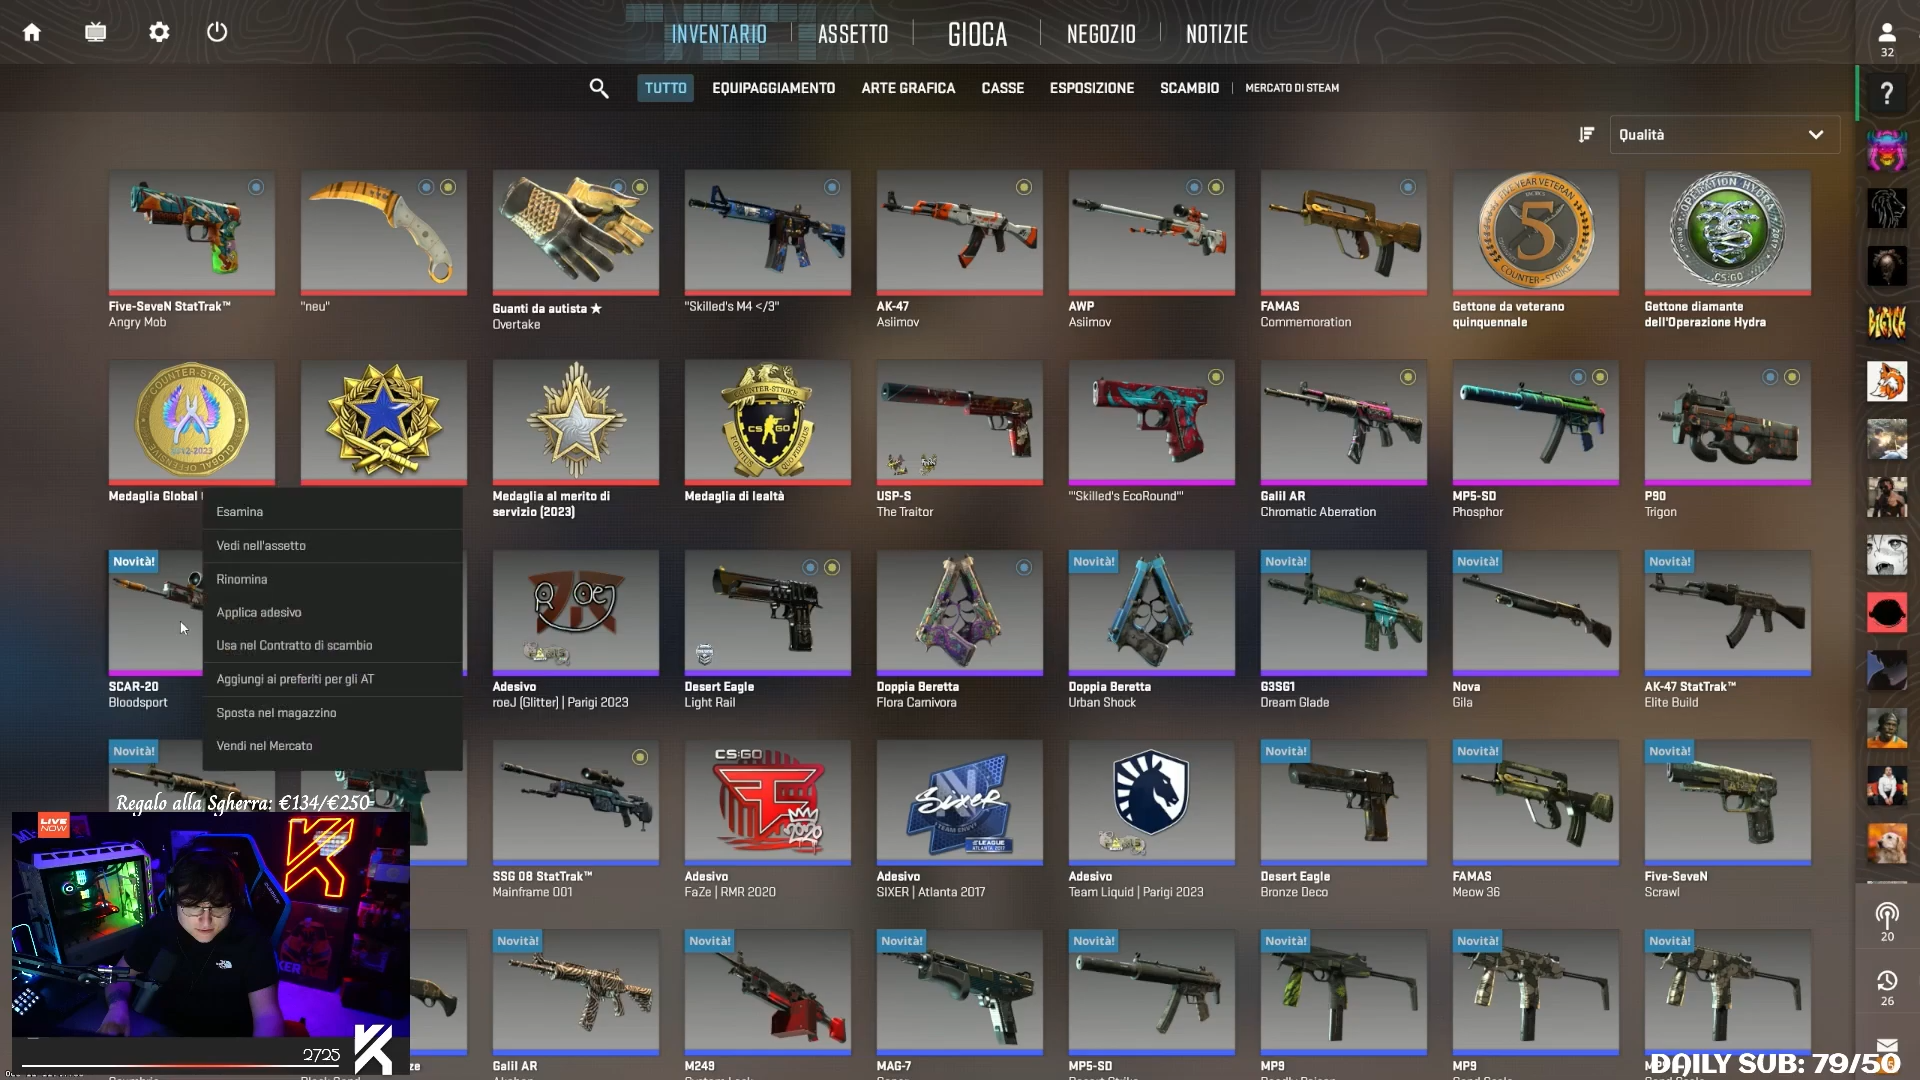 INVENTARIO
ASSETTO
GIOCA
NEGOZIO
NOTIZIE
32
TUTTO
EQUIPAGGIAMENTO
ARTE GRAFICA
CASSE
ESPOSIZIONE
SCAMBIO
MERCATO DI STEAM
?
Qualità
Five-SeveN StatTrak™
Angry Mob
"neu"
Guanti da autista ★
Overtake
"Skilled's M4 </3"
AK-47
Asiimov
AWP
Asiimov
FAMAS
Commemoration
Gettone da veterano
quinquennale
Gettone diamante
dell'Operazione Hydra
Medaglia Global
Medaglia al merito di
servizio (2023)
Medaglia di lealtà
USP-S
The Traitor
"'Skilled's EcoRound'"
Galil AR
Chromatic Aberration
MP5-SD
Phosphor
P90
Trigon
Esamina
Vedi nell'assetto
Rinomina
Applica adesivo
Usa nel Contratto di scambio
Aggiungi ai preferiti per gli AT
Sposta nel magazzino
Vendi nel Mercato
Novità!
Novità!
Novità!
Novità!
Novità!
SCAR-20
Bloodsport
Adesivo
roeJ (Glitter) | Parigi 2023
Desert Eagle
Light Rail
Doppia Beretta
Flora Carnivora
Doppia Beretta
Urban Shock
G3SG1
Dream Glade
Nova
Gila
AK-47 StatTrak™
Elite Build
Novità!
Novità!
Novità!
Novità!
Regalo alla Sgherra: €134/€250
SSG 08 StatTrak™
Mainframe 001
Adesivo
FaZe | RMR 2020
Adesivo
SIXER | Atlanta 2017
Adesivo
Team Liquid | Parigi 2023
Desert Eagle
Bronze Deco
FAMAS
Meow 36
Five-SeveN
Scrawl
LIVE
NOW
20
26
Novità!
Novità!
Novità!
Novità!
Novità!
Novità!
Novità!
2725
Galil AR
M249
MAG-7
MP5-SD
MP9
MP9
DAILY SUB: 79/50